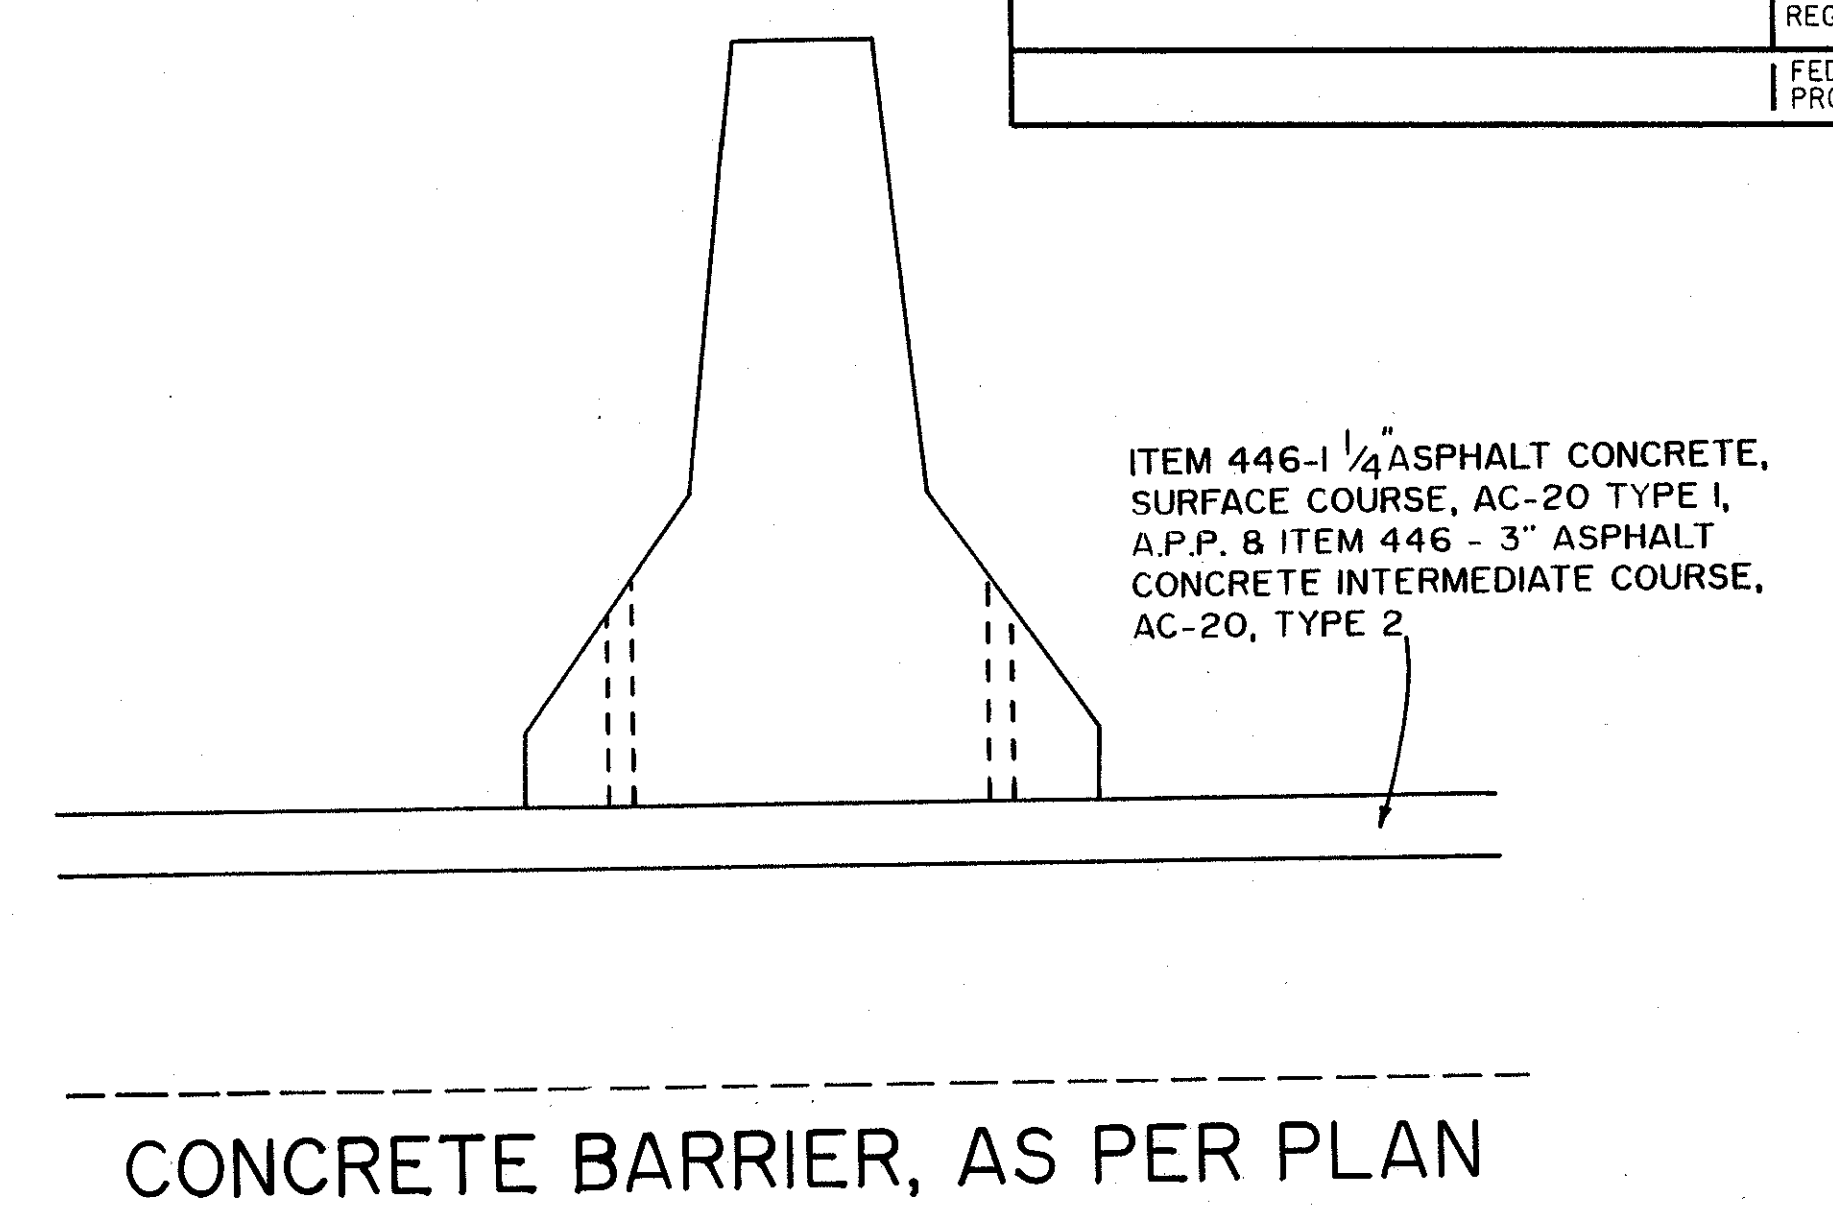 REG
FED
PRO
ITEM 446-1 1/4" ASPHALT CONCRETE,
SURFACE COURSE, AC-20 TYPE 1,
A.P.P. & ITEM 446 - 3" ASPHALT
CONCRETE INTERMEDIATE COURSE,
AC-20, TYPE 2
CONCRETE BARRIER, AS PER PLAN